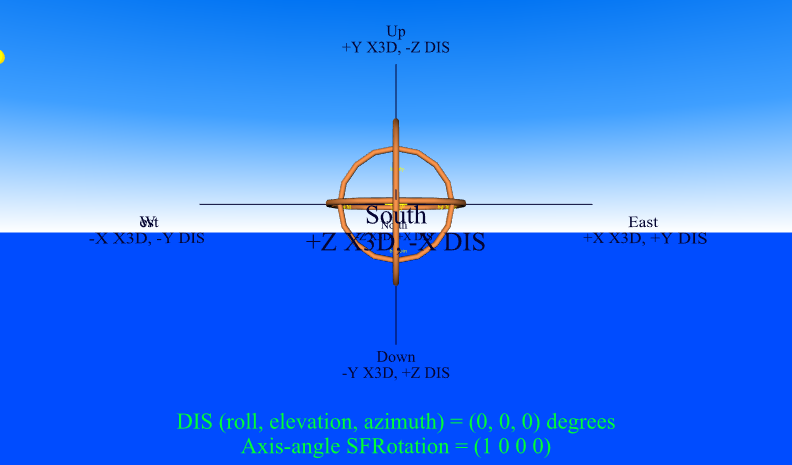 Up
+Y X3D, -Z DIS
West
-X X3D, -Y DIS
South
+Z X3D, -X DIS
North
East
+X X3D, +Y DIS
Down
-Y X3D, +Z DIS
DIS (roll, elevation, azimuth) = (0, 0, 0) degrees
Axis-angle SFRotation = (1 0 0 0)